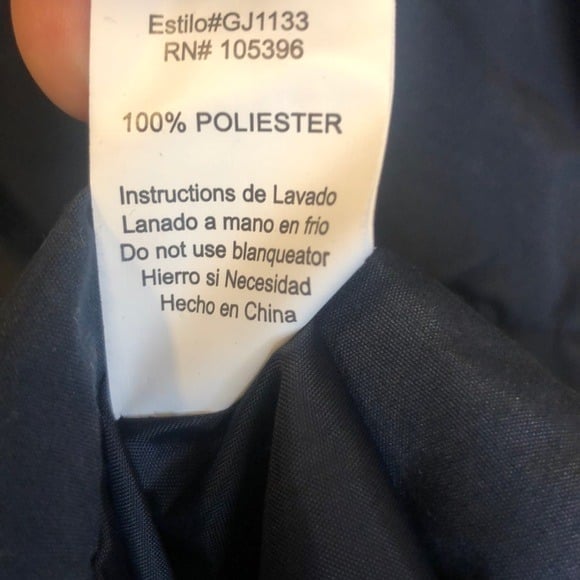 Estilo#GJ1133
RN# 105396
100% POLIESTER
Instructions de Lavado
Lanado a mano en frio
Do not use blanqueator
Hierro si Necesidad
Hecho en China